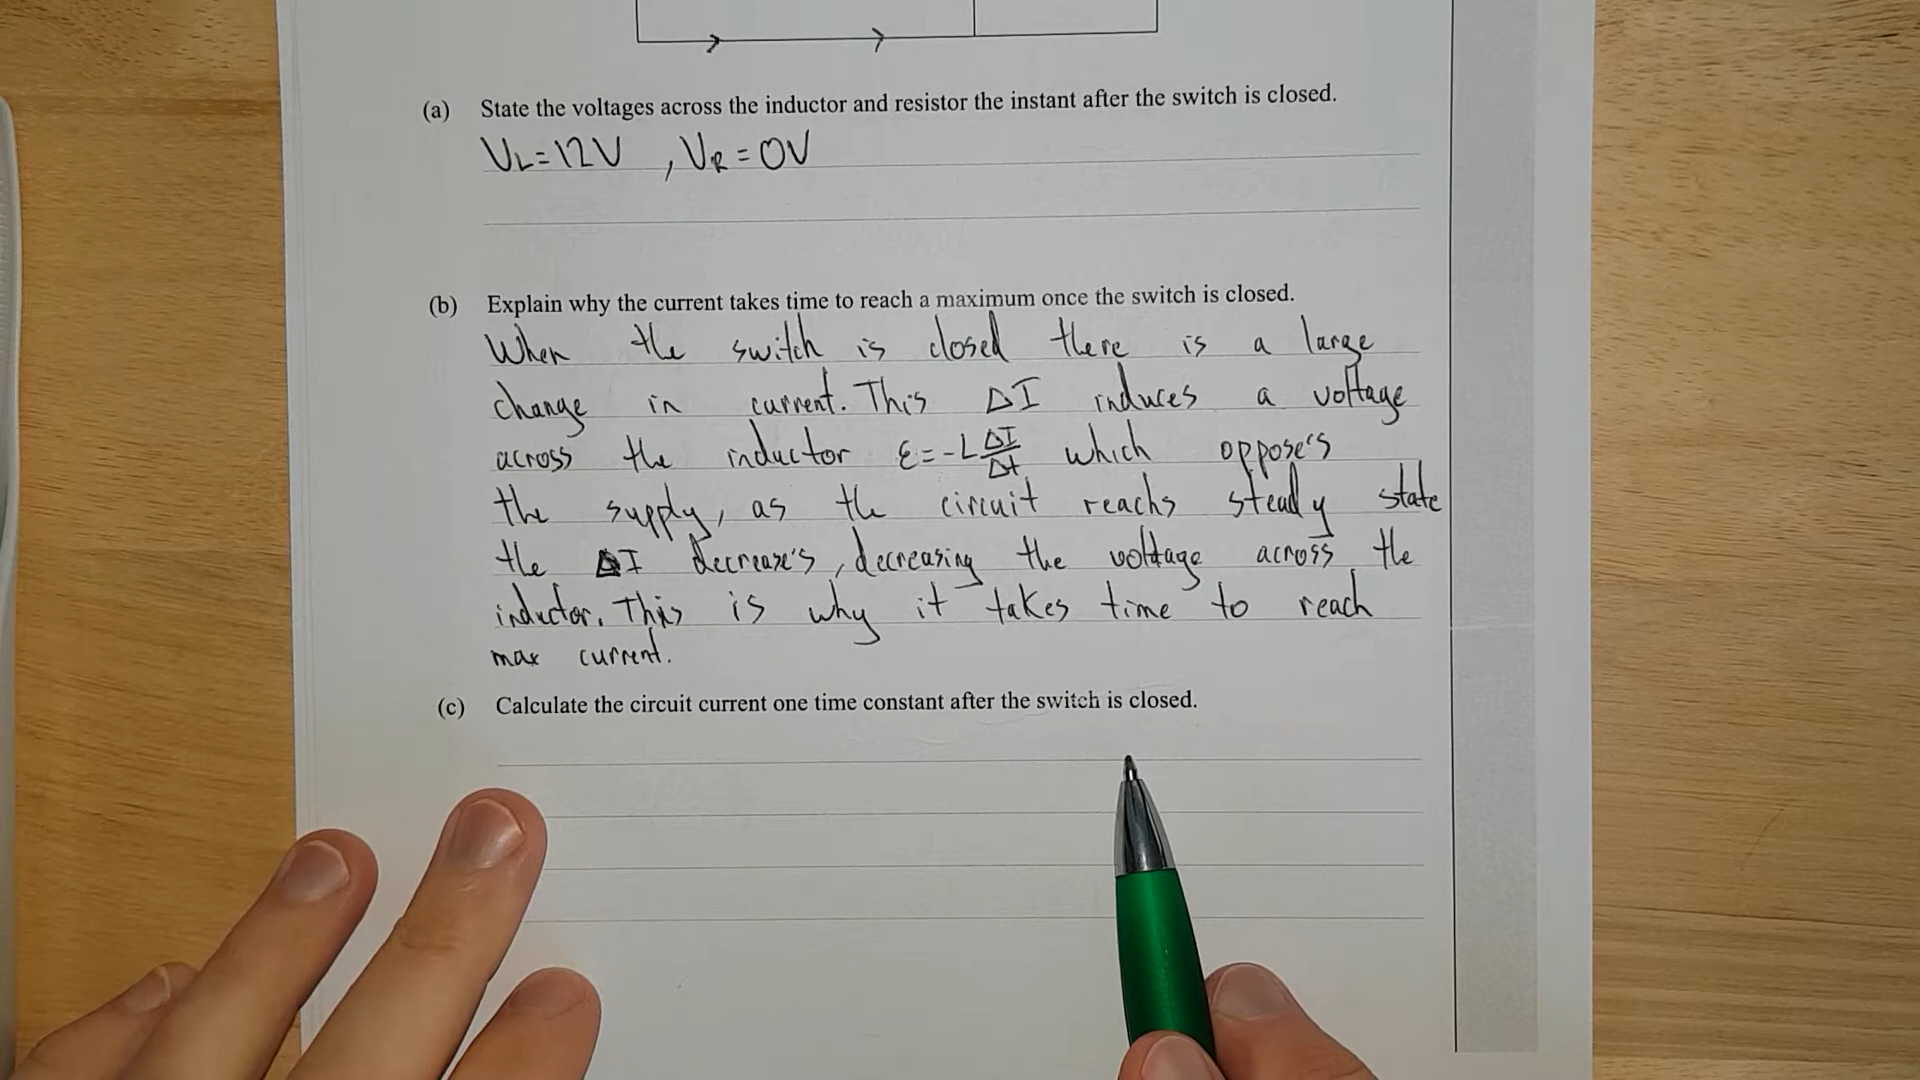 (a) State the voltages across the inductor and resistor the instant after the switch is closed.
VL=12V , VR=0V
(b) Explain why the current takes time to reach a maximum once the switch is closed.
When the switch is closed there is a large
change in current. This ΔI induces a voltage
across the inductor ε=-L ΔI/Δt which oppose's
the supply, as the circuit reachs steady state
the ΔI decrease's, decreasing the voltage across the
inductor. This is why it takes time to reach
max current.
(c) Calculate the circuit current one time constant after the switch is closed.